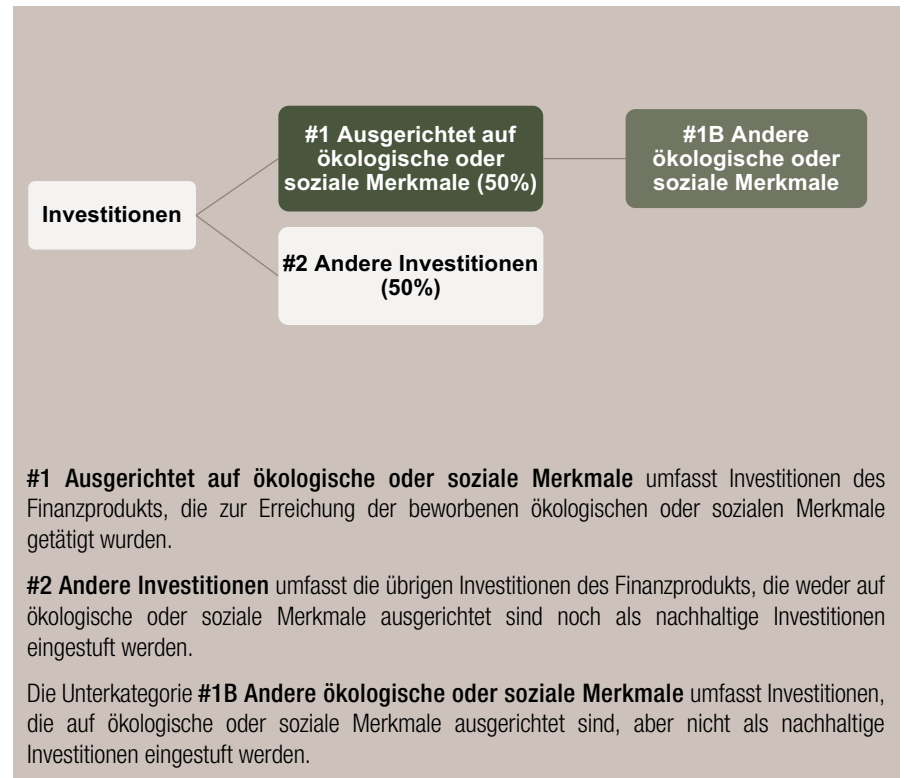 #1 Ausgerichtet auf
ökologische oder
soziale Merkmale (50%)
#1B Andere
ökologische oder
soziale Merkmale
Investitionen
#2 Andere Investitionen
(50%)
#1 Ausgerichtet auf ökologische oder soziale Merkmale umfasst Investitionen des
Finanzprodukts, die zur Erreichung der beworbenen ökologischen oder sozialen Merkmale
getätigt wurden.
#2 Andere Investitionen umfasst die übrigen Investitionen des Finanzprodukts, die weder auf
ökologische oder soziale Merkmale ausgerichtet sind noch als nachhaltige Investitionen
eingestuft werden.
Die Unterkategorie #1B Andere ökologische oder soziale Merkmale umfasst Investitionen,
die auf ökologische oder soziale Merkmale ausgerichtet sind, aber nicht als nachhaltige
Investitionen eingestuft werden.